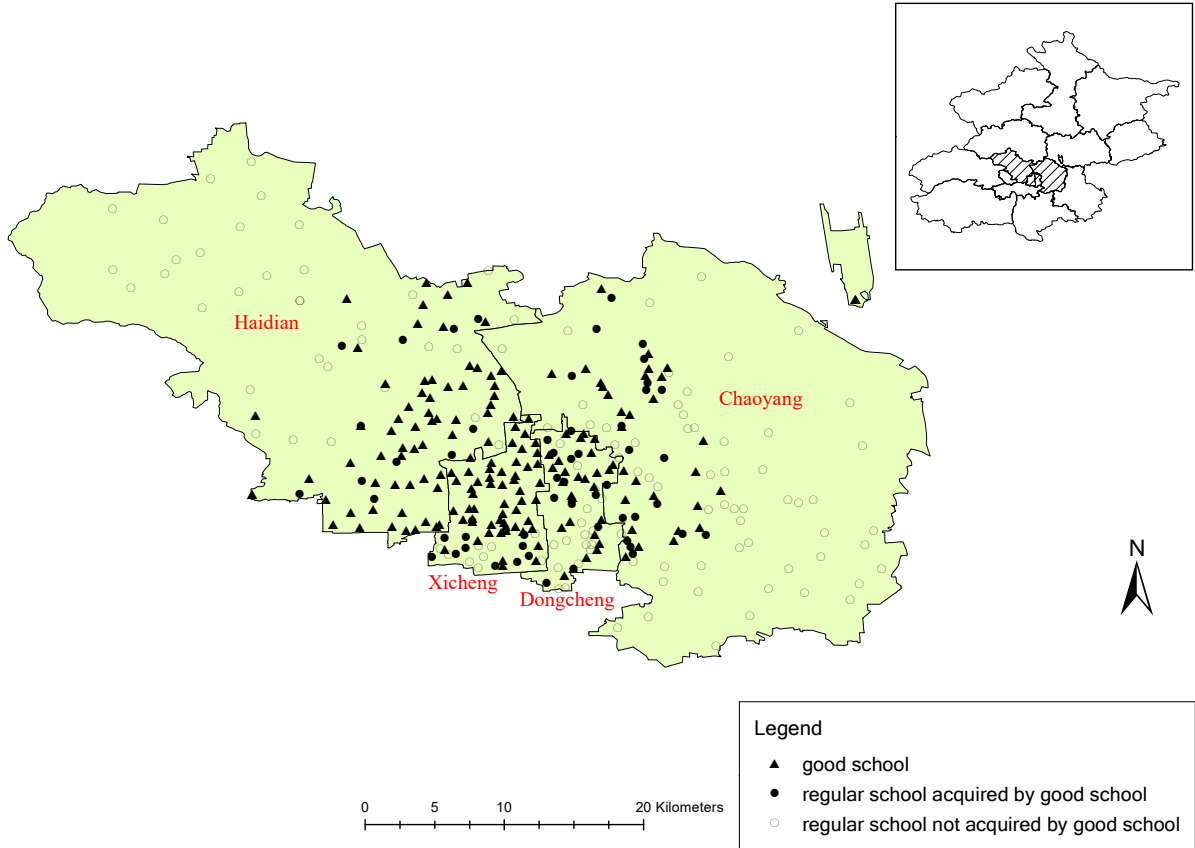 Haidian
Chaoyang
Xicheng
Dongcheng
N
Legend
good school
regular school acquired by good school
regular school not acquired by good school
0 5 10 20 Kilometers